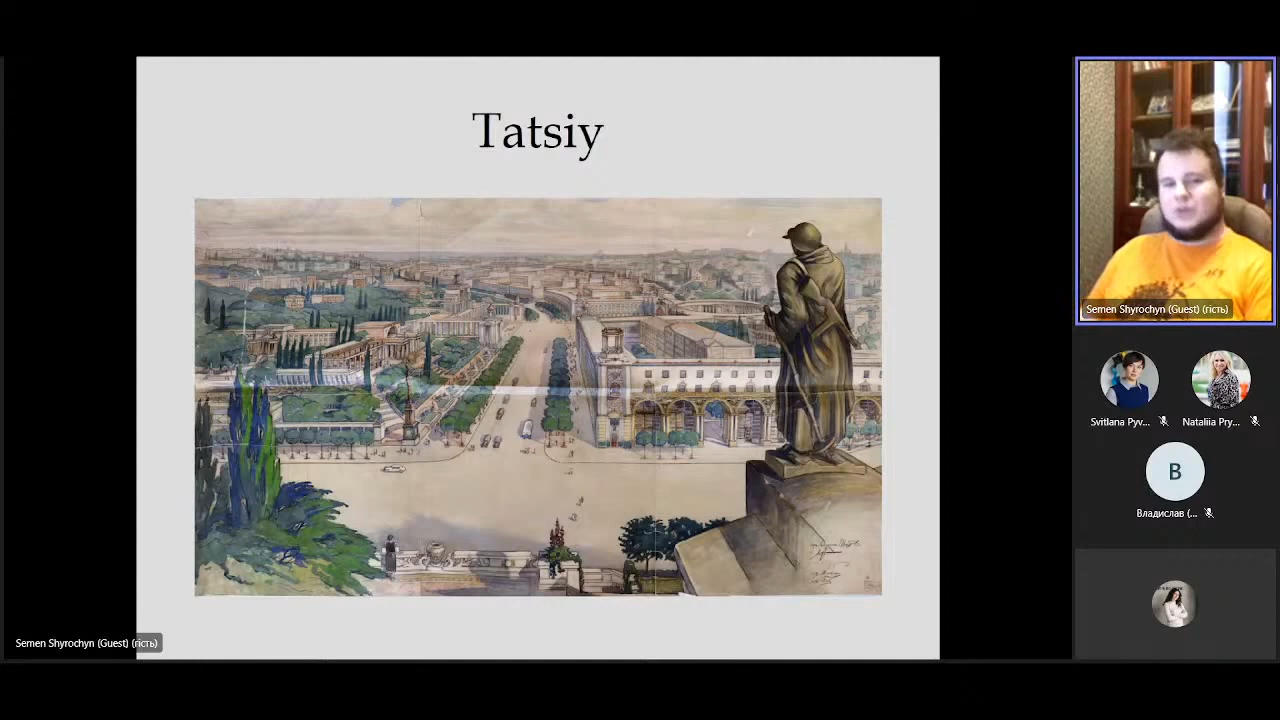 Tatsiy
Semen Shyrochyn (Guest) (гість)
Svitlana Pyv...
Nataliia Pry...
B
Владислав (...
Semen Shyrochyn (Guest) (гість)